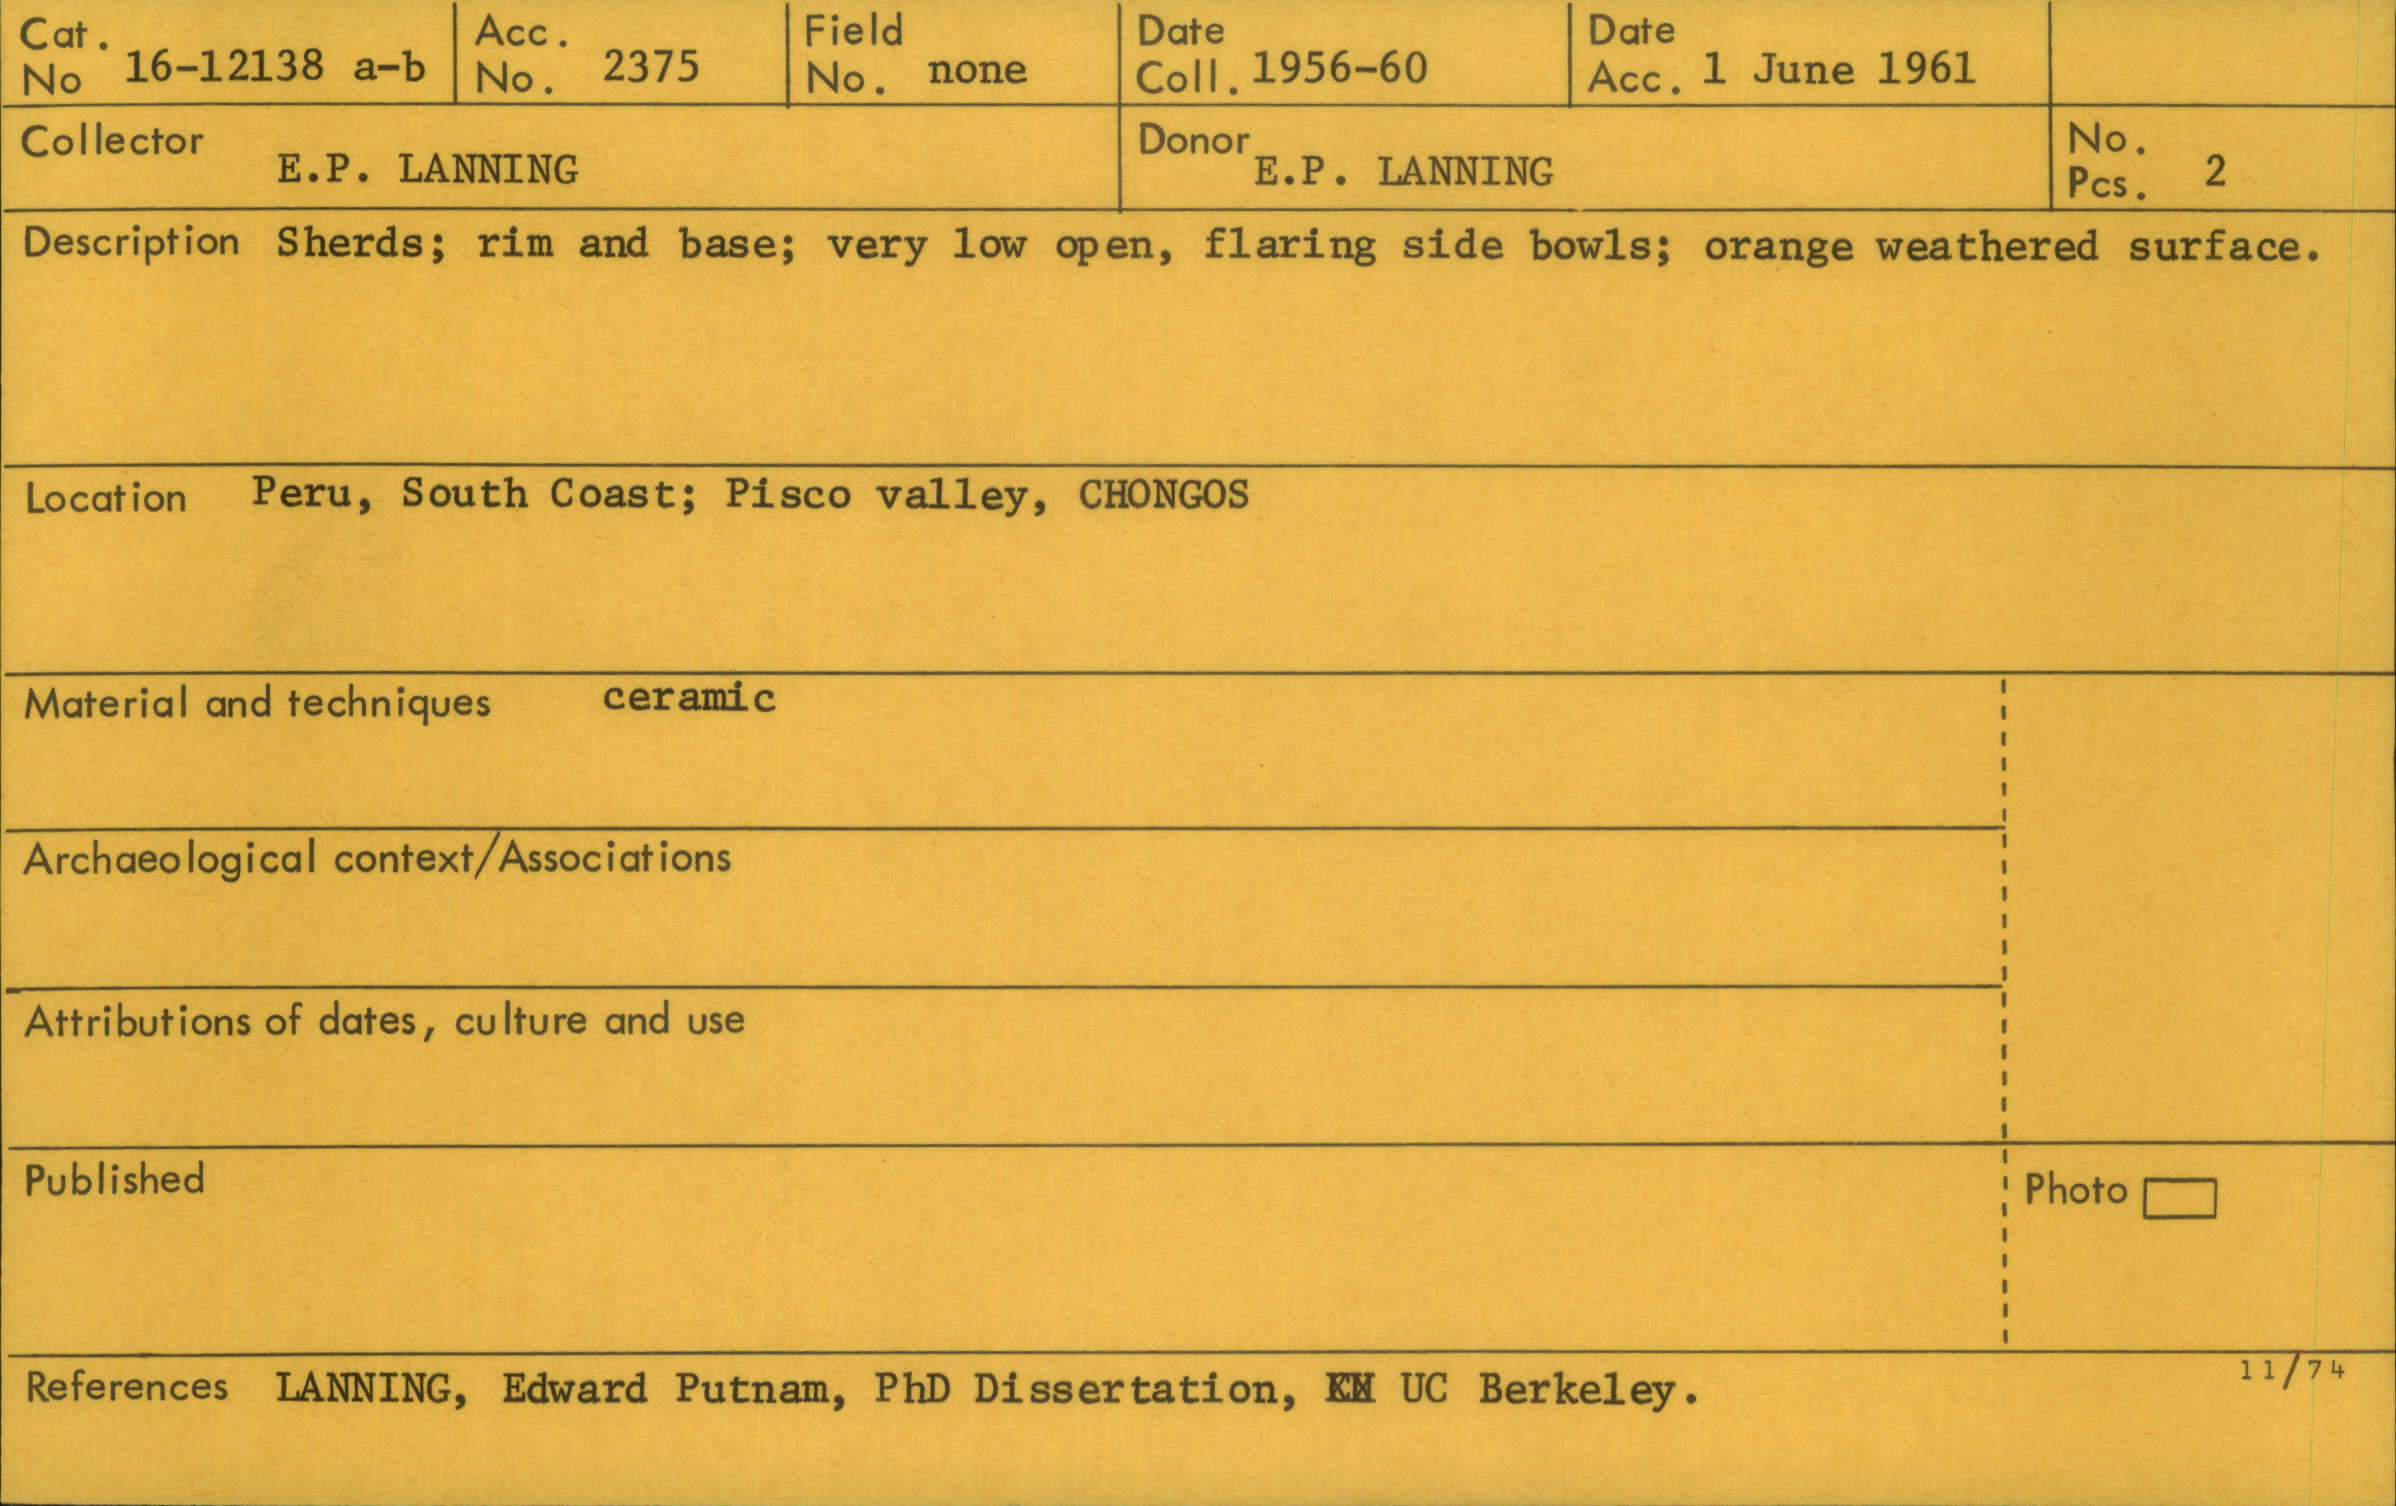 Cat. No 16-12138 a-b Acc. No. 2375 Field No. none Date Coll. 1956-60 Date Acc. 1 June 1961
Collector E.P. LANNING Donor E.P. LANNING No. Pcs. 2
Description Sherds; rim and base; very low open, flaring side bowls; orange weathered surface.
Location Peru, South Coast; Pisco valley, CHONGOS
Material and techniques ceramic
Archaeological context/Associations
Attributions of dates, culture and use
Published
Photo
References LANNING, Edward Putnam, PhD Dissertation, UC Berkeley.
11/74